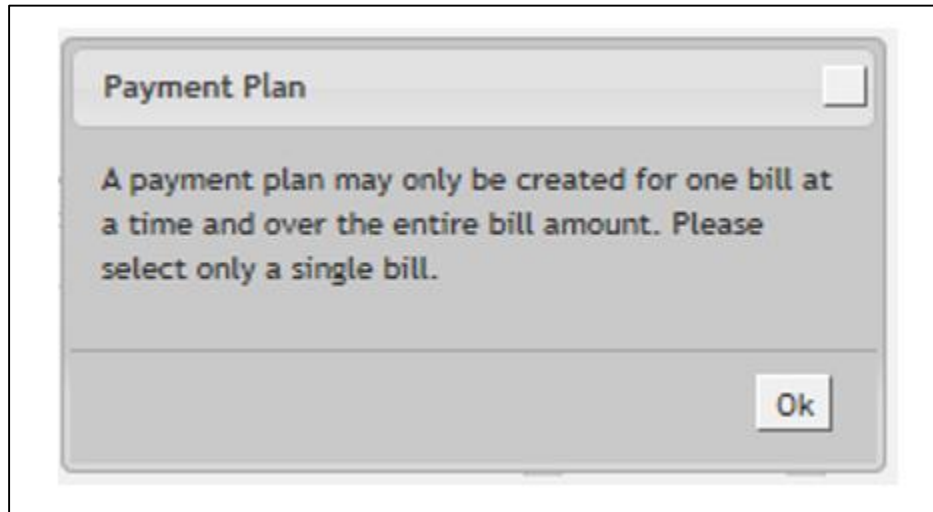 Payment Plan
A payment plan may only be created for one bill at
a time and over the entire bill amount. Please
select only a single bill.
Ok